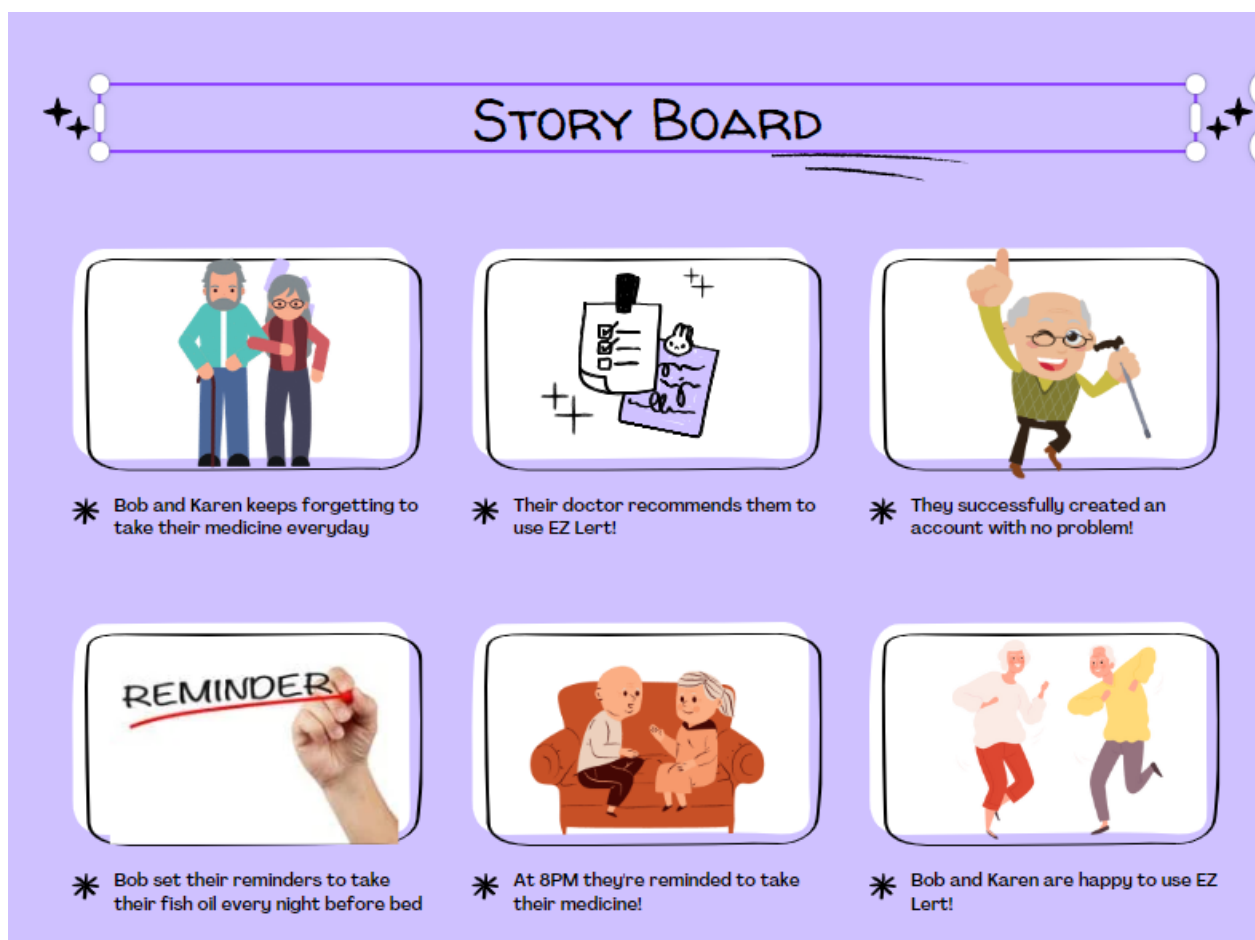 STORY BOARD
Bob and Karen keeps forgetting to
take their medicine everyday
Their doctor recommends them to
use EZ Lert!
They successfully created an
account with no problem!
REMINDER
Bob set their reminders to take
their fish oil every night before bed
At 8PM they're reminded to take
their medicine!
Bob and Karen are happy to use EZ
Lert!